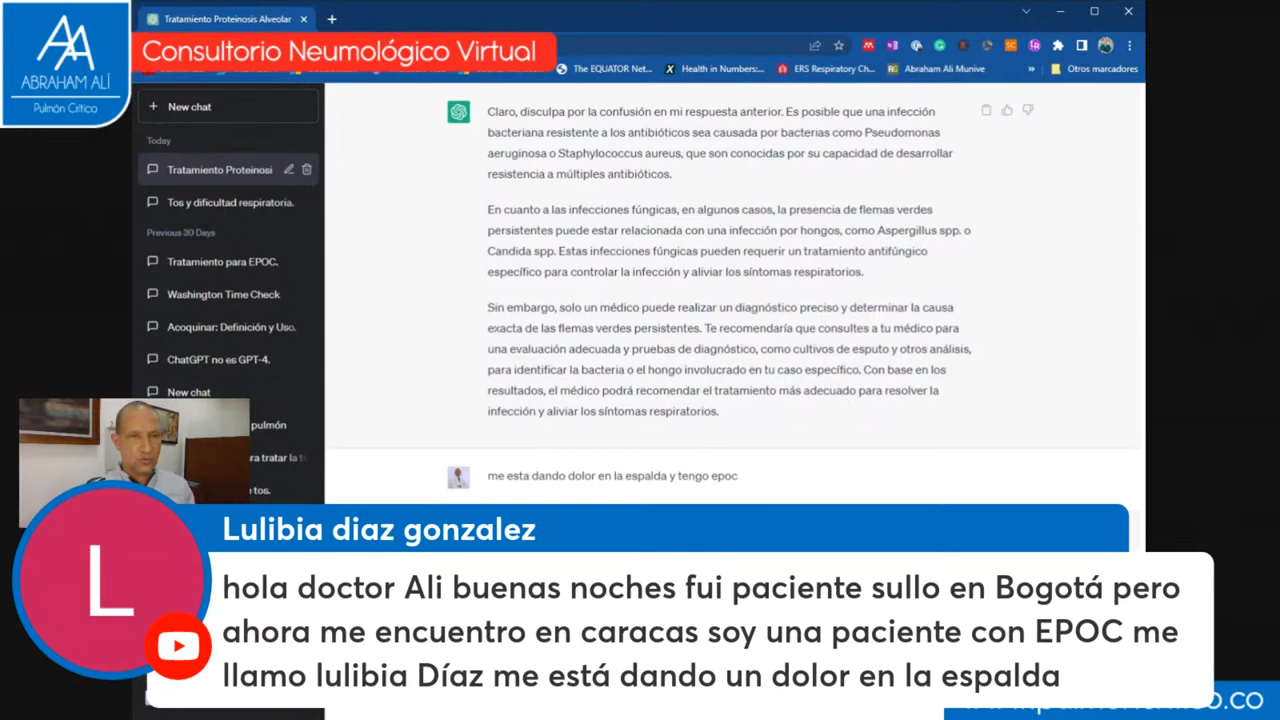 Tratamiento Proteinosis Alveolar
ABRAHAM ALÍ
Pulmón Crítico
Consultorio Neumológico Virtual
The EQUATOR Net...
Health in Numbers:...
ERS Respiratory Ch...
Abraham Ali Munive
Otros marcadores
New chat
Today
Tratamiento Proteinosi
Tos y dificultad respiratoria.
Previous 30 Days
Tratamiento para EPOC.
Washington Time Check
Acoquinar: Definición y Uso.
ChatGPT no es GPT-4.
New chat
pulmón
ra tratar la to
e tos.
Claro, disculpa por la confusión en mi respuesta anterior. Es posible que una infección
bacteriana resistente a los antibióticos sea causada por bacterias como Pseudomonas
aeruginosa o Staphylococcus aureus, que son conocidas por su capacidad de desarrollar
resistencia a múltiples antibióticos.
En cuanto a las infecciones fúngicas, en algunos casos, la presencia de flemas verdes
persistentes puede estar relacionada con una infección por hongos, como Aspergillus spp. o
Candida spp. Estas infecciones fúngicas pueden requerir un tratamiento antifúngico
específico para controlar la infección y aliviar los síntomas respiratorios.
Sin embargo, solo un médico puede realizar un diagnóstico preciso y determinar la causa
exacta de las flemas verdes persistentes. Te recomendaría que consultes a tu médico para
una evaluación adecuada y pruebas de diagnóstico, como cultivos de esputo y otros análisis,
para identificar la bacteria o el hongo involucrado en tu caso específico. Con base en los
resultados, el médico podrá recomendar el tratamiento más adecuado para resolver la
infección y aliviar los síntomas respiratorios.
me esta dando dolor en la espalda y tengo epoc
L
Lulibia diaz gonzalez
hola doctor Ali buenas noches fui paciente sullo en Bogotá pero
ahora me encuentro en caracas soy una paciente con EPOC me
llamo lulibia Díaz me está dando un dolor en la espalda